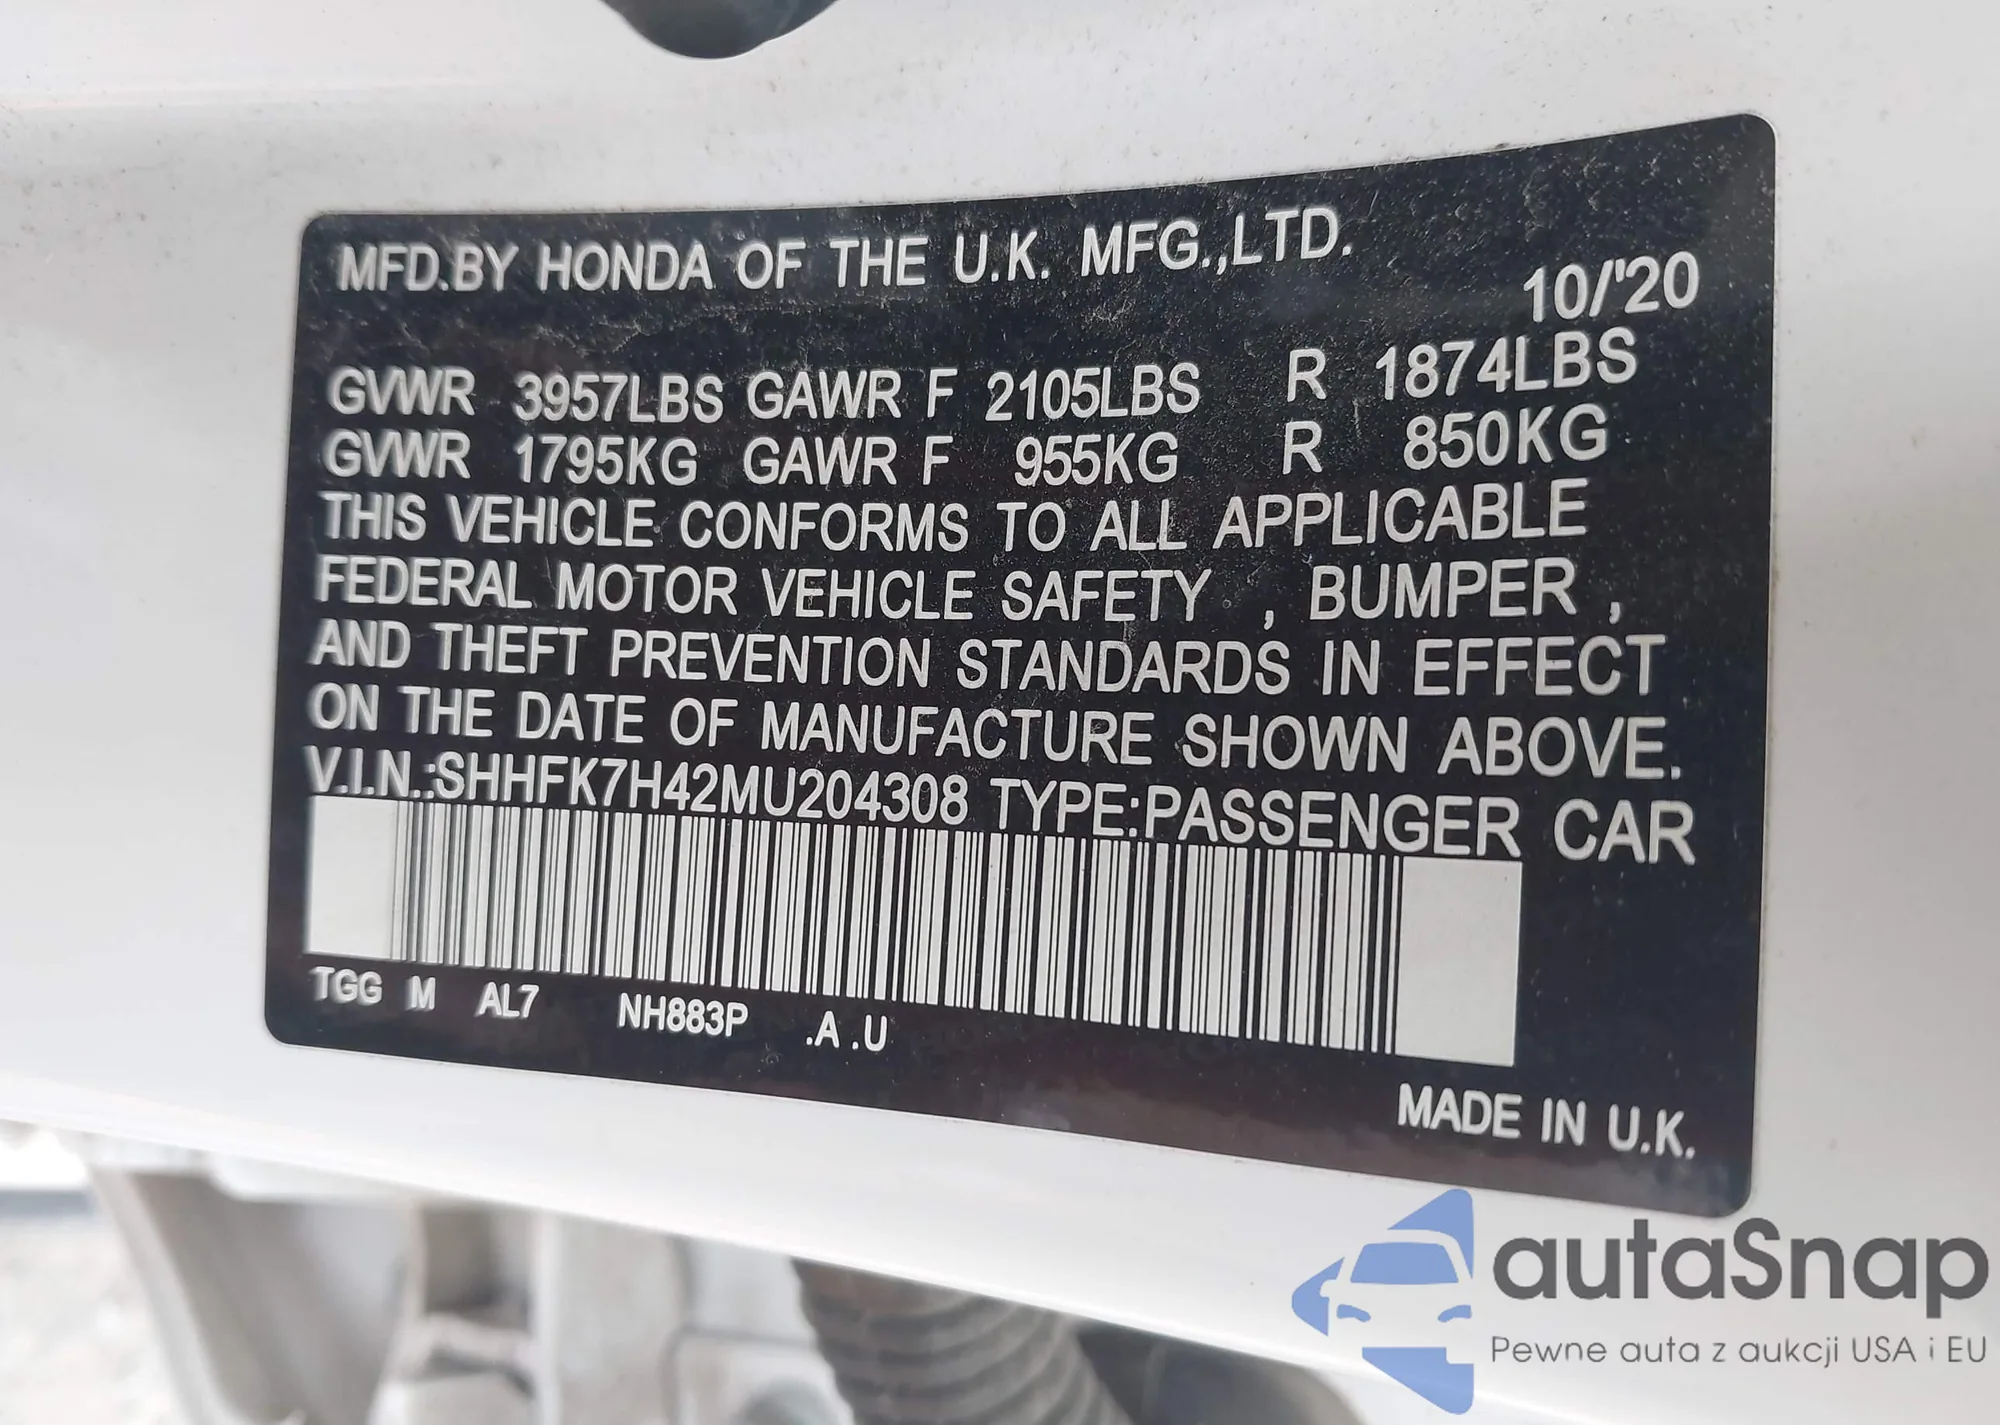 MFD.BY HONDA OF THE U.K. MFG.,LTD.
10/'20
GVWR 3957LBS GAWR F 2105LBS R 1874LBS
GVWR 1795KG GAWR F 955KG R 850KG
THIS VEHICLE CONFORMS TO ALL APPLICABLE
FEDERAL MOTOR VEHICLE SAFETY , BUMPER ,
AND THEFT PREVENTION STANDARDS IN EFFECT
ON THE DATE OF MANUFACTURE SHOWN ABOVE.
V.I.N.:SHHFK7H42MU204308 TYPE:PASSENGER CAR
TGG M AL7 NH883P .A .U
MADE IN U.K.
autaSnap
Pewne auta z aukcji USA i EU